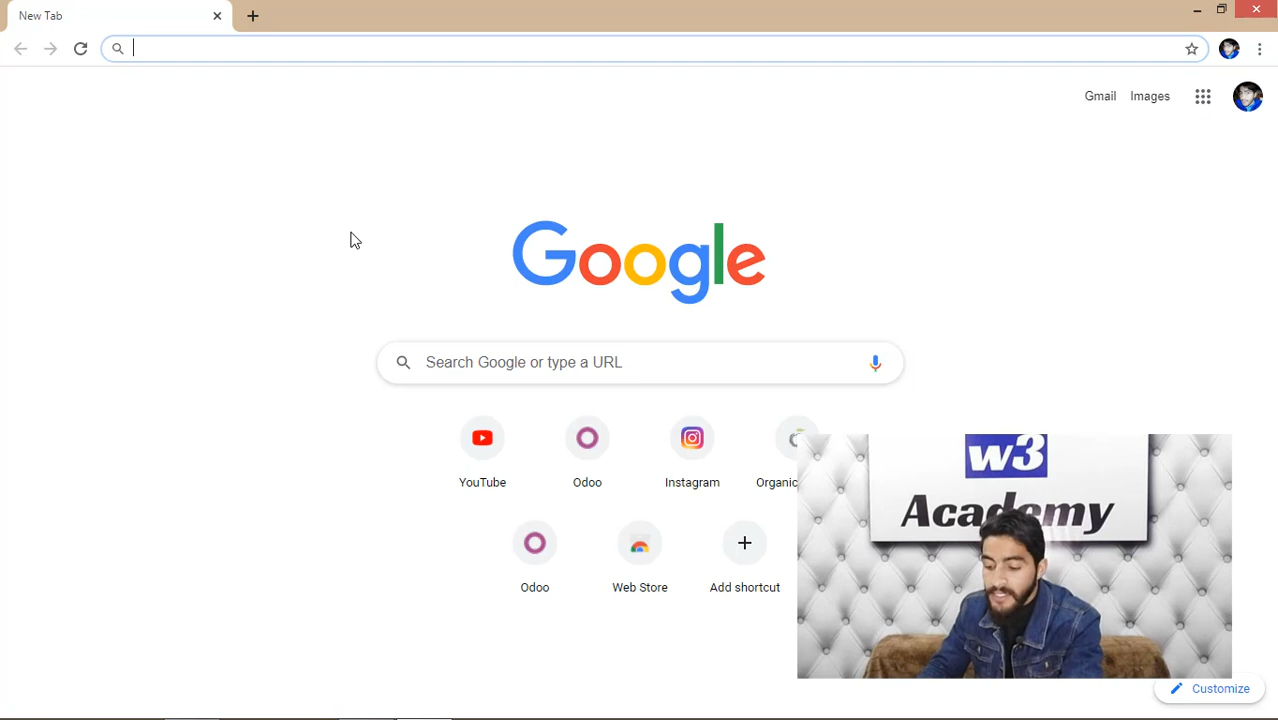 New Tab
Gmail Images
Google
Search Google or type a URL
YouTube Odoo Instagram Organic
Odoo Web Store Add shortcut
w3
Academy
Customize